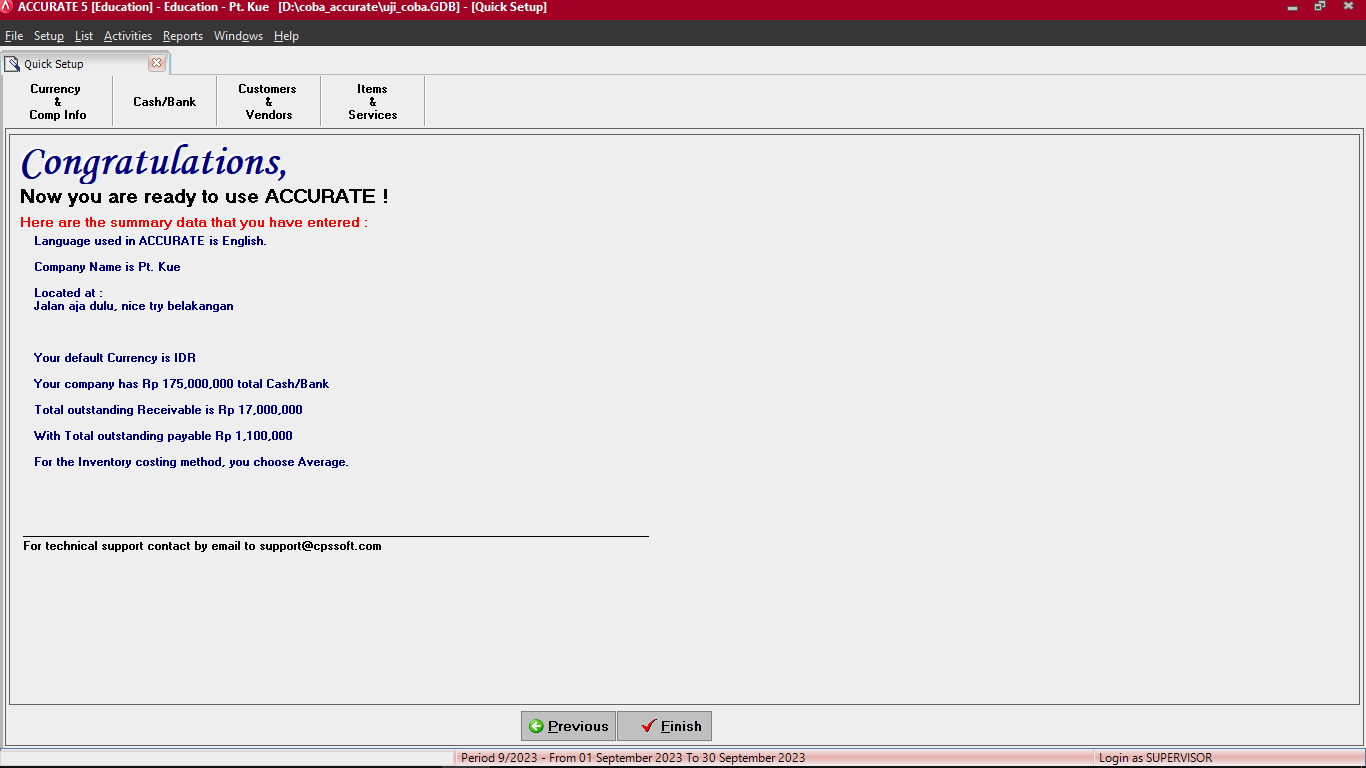 ACCURATE 5 [Education] - Education - Pt. Kue [D:\coba_accurate\uji_coba.GDB] - [Quick Setup]
File Setup List Activities Reports Windows Help
Quick Setup
Currency
&
Comp Info
Cash/Bank
Customers
&
Vendors
Items
&
Services
Congratulations,
Now you are ready to use ACCURATE !
Here are the summary data that you have entered :
Language used in ACCURATE is English.
Company Name is Pt. Kue
Located at :
Jalan aja dulu, nice try belakangan
Your default Currency is IDR
Your company has Rp 175,000,000 total Cash/Bank
Total outstanding Receivable is Rp 17,000,000
With Total outstanding payable Rp 1,100,000
For the Inventory costing method, you choose Average.
For technical support contact by email to support@cpssoft.com
Previous
Finish
Period 9/2023 - From 01 September 2023 To 30 September 2023
Login as SUPERVISOR